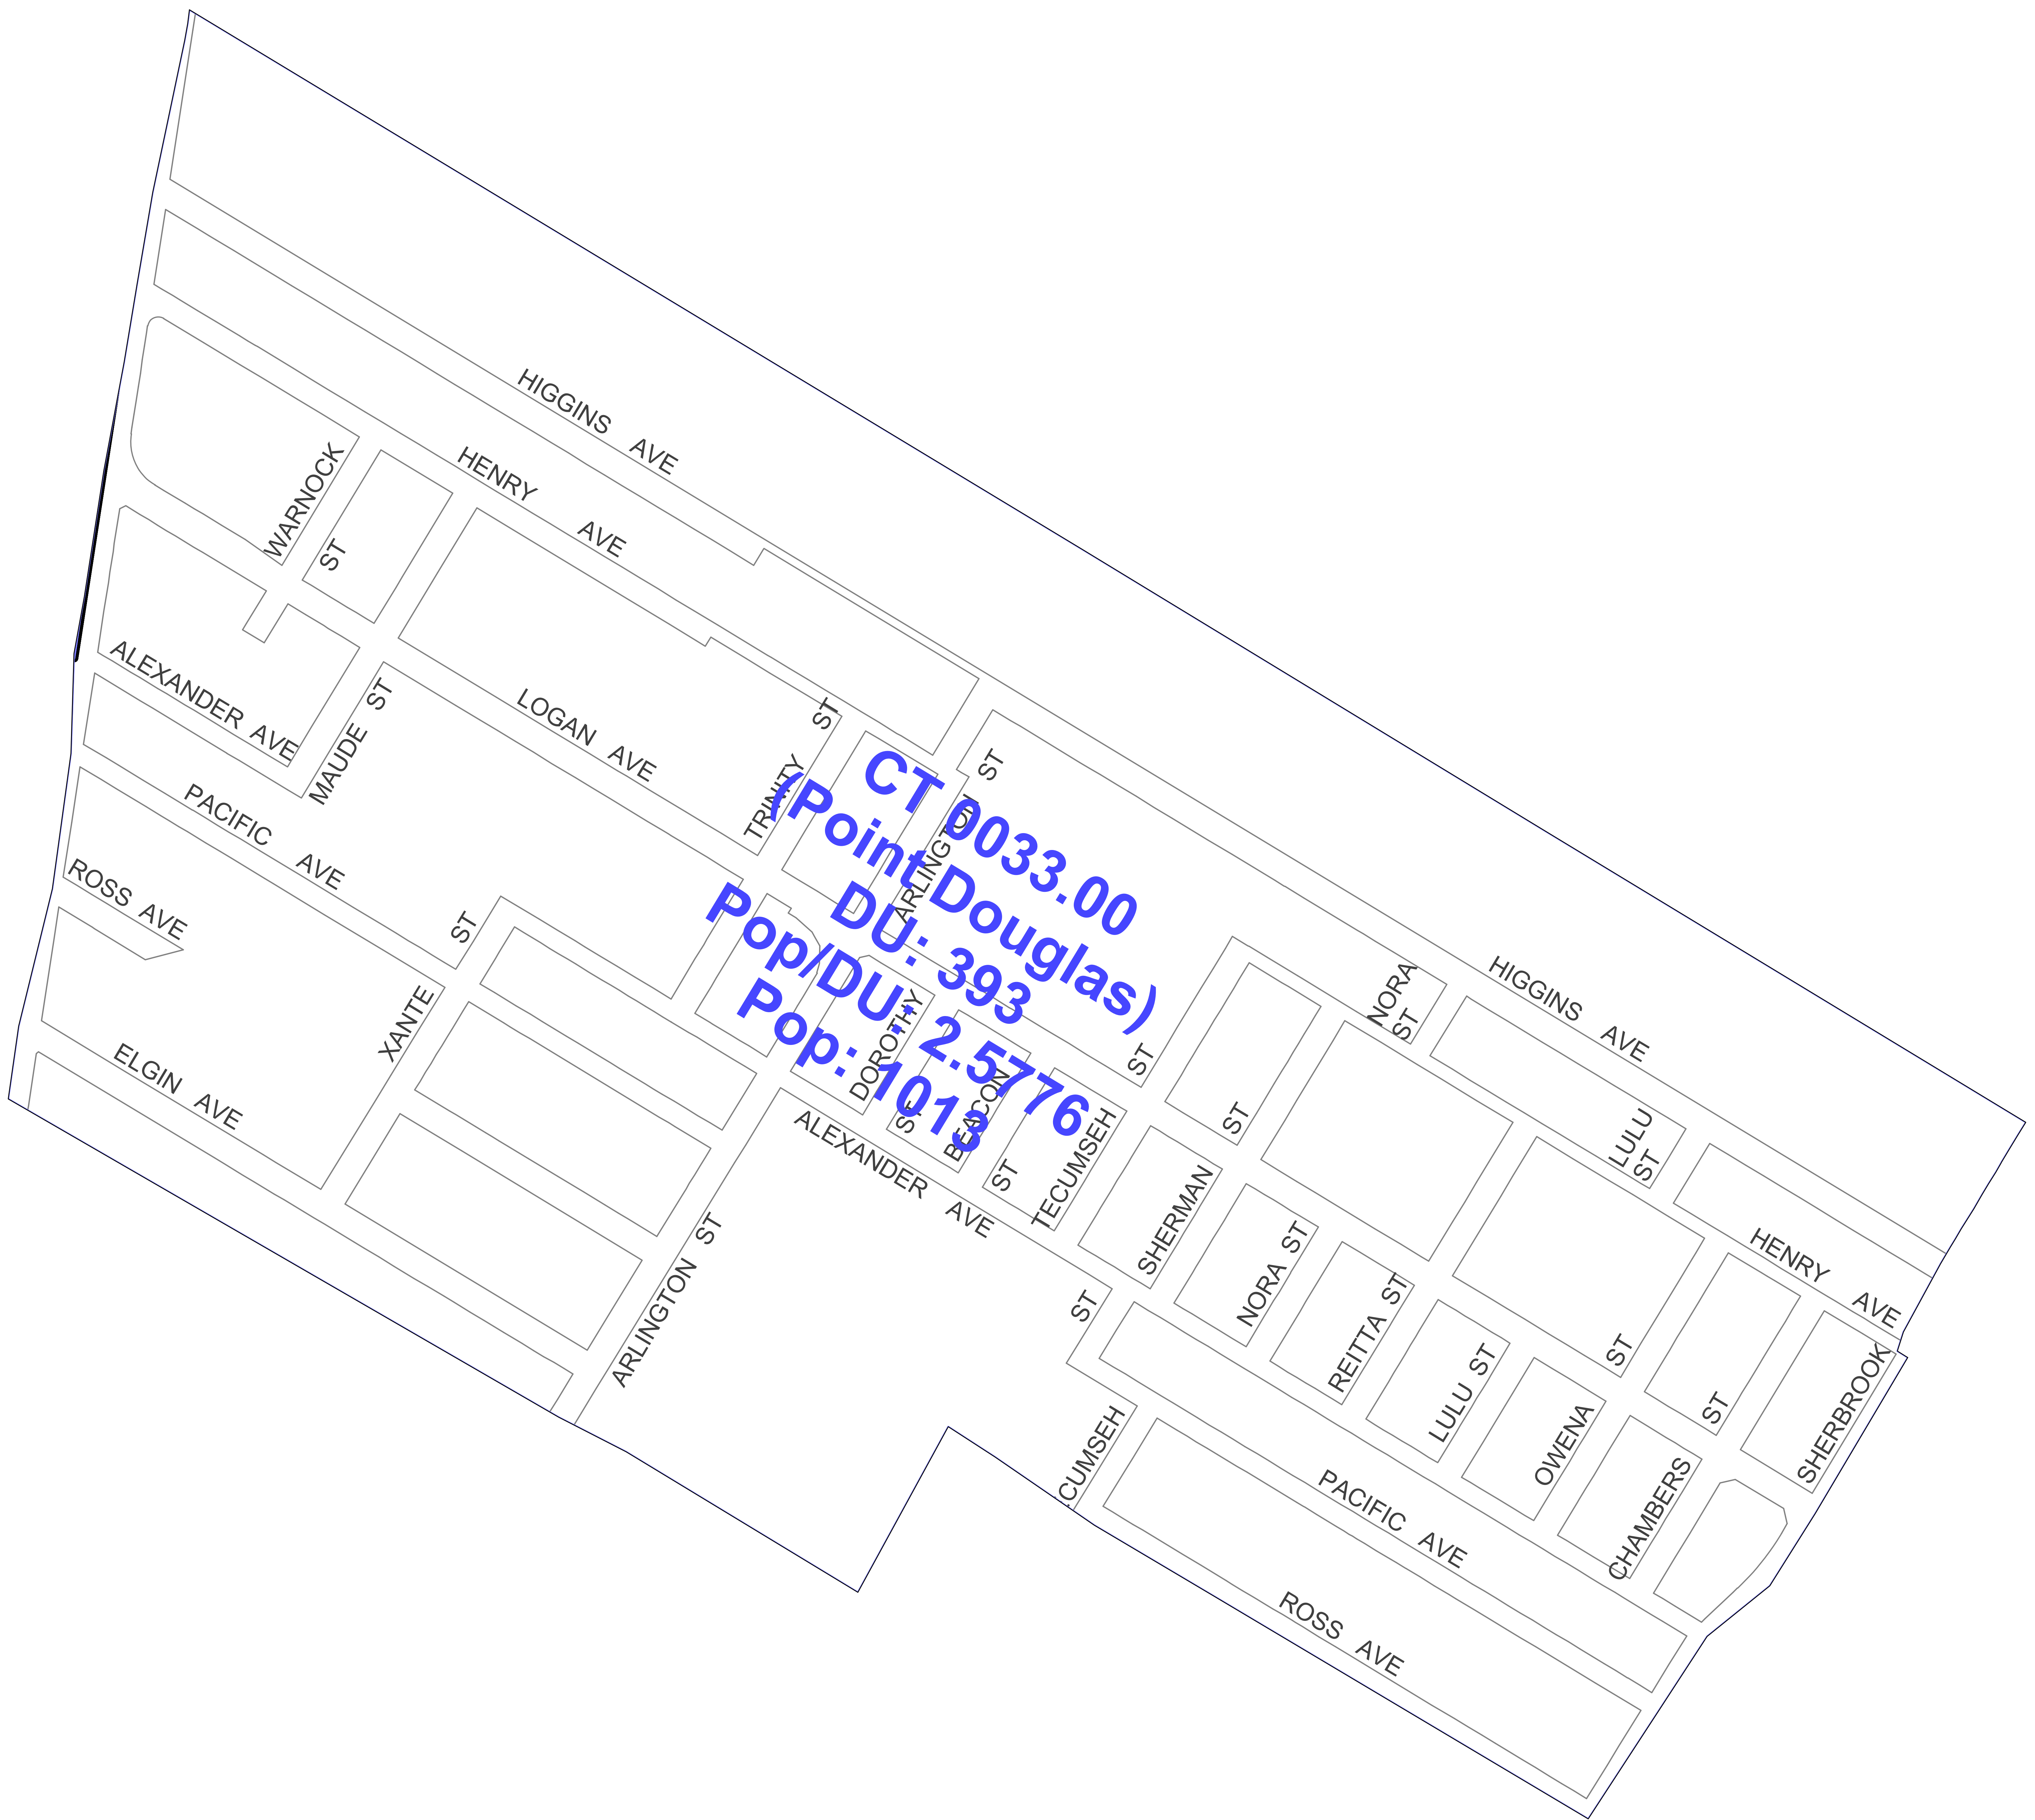 HIGGINS AVE
HENRY AVE
WARNOCK ST
ALEXANDER AVE
MAUDE ST
LOGAN AVE
TRINITY ST
ARLINGTON ST
CT 0033.00
(Point Douglas)
DU: 393
Pop/DU: 2.5776
Pop: 1013
PACIFIC AVE
ROSS AVE
XANTE ST
ELGIN AVE
ARLINGTON ST
DOROTHY ST
BEACON ST
TECUMSEH ST
ALEXANDER AVE
SHERMAN ST
NORA ST
HIGGINS AVE
LULU ST
HENRY AVE
NORA ST
REITTA ST
LULU ST
OWENA ST
CHAMBERS ST
SHERBROOK
CUMSEH ST
PACIFIC AVE
ROSS AVE